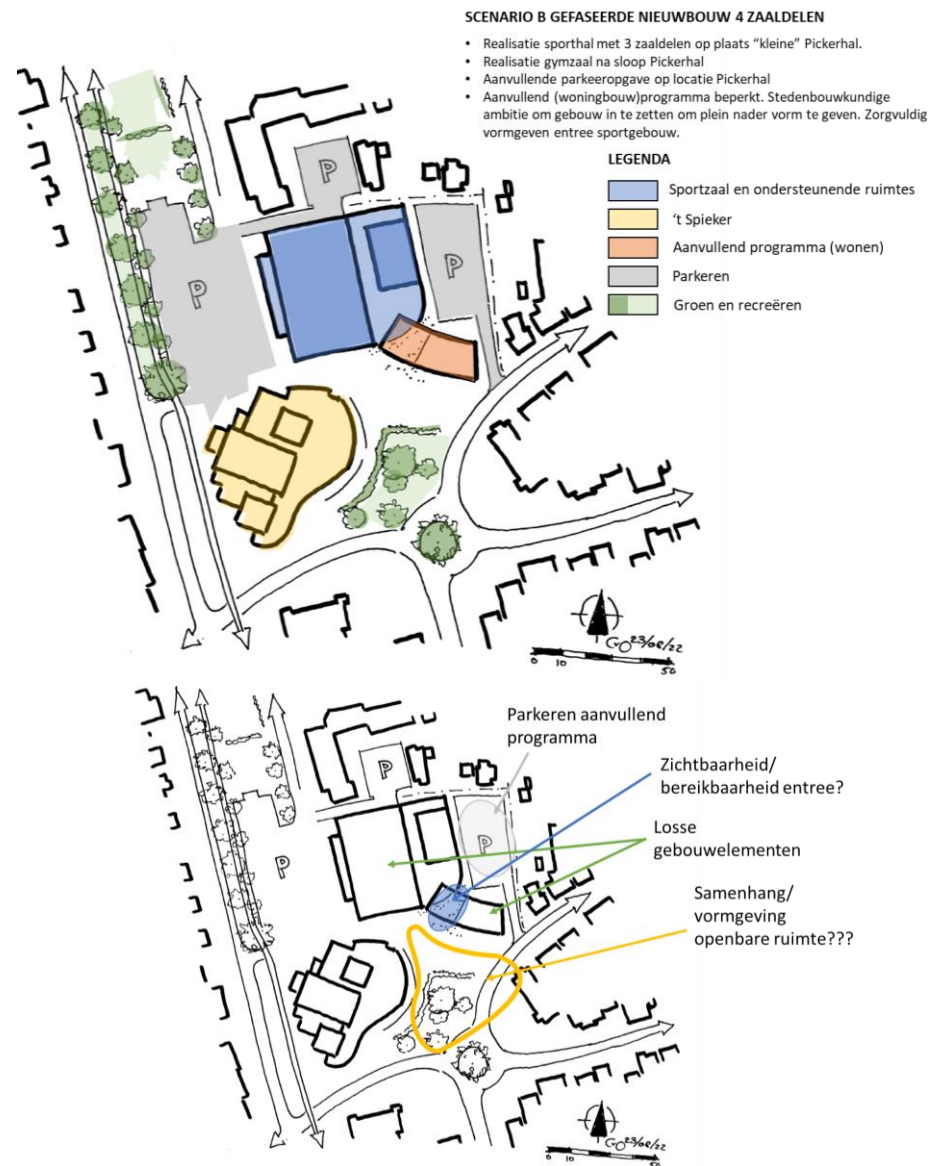 SCENARIO B GEFASEERDE NIEUWBOUW 4 ZAALDELEN
• Realisatie sporthal met 3 zaaldelen op plaats “kleine” Pickerhal.
• Realisatie gymzaal na sloop Pickerhal
• Aanvullende parkeeropgave op locatie Pickerhal
• Aanvullend (woningbouw)programma beperkt. Stedenbouwkundige
ambitie om gebouw in te zetten om plein nader vorm te geven. Zorgvuldig
vormgeven entree sportgebouw.
LEGENDA
Sportzaal en ondersteunende ruimtes
‘t Spieker
Aanvullend programma (wonen)
Parkeren
Groen en recreëren
P
P
P
0 10 50
Parkeren aanvullend
programma
Zichtbaarheid/
bereikbaarheid entree?
Losse
gebouwelementen
Samenhang/
vormgeving
openbare ruimte???
P
P
P
0 10 50